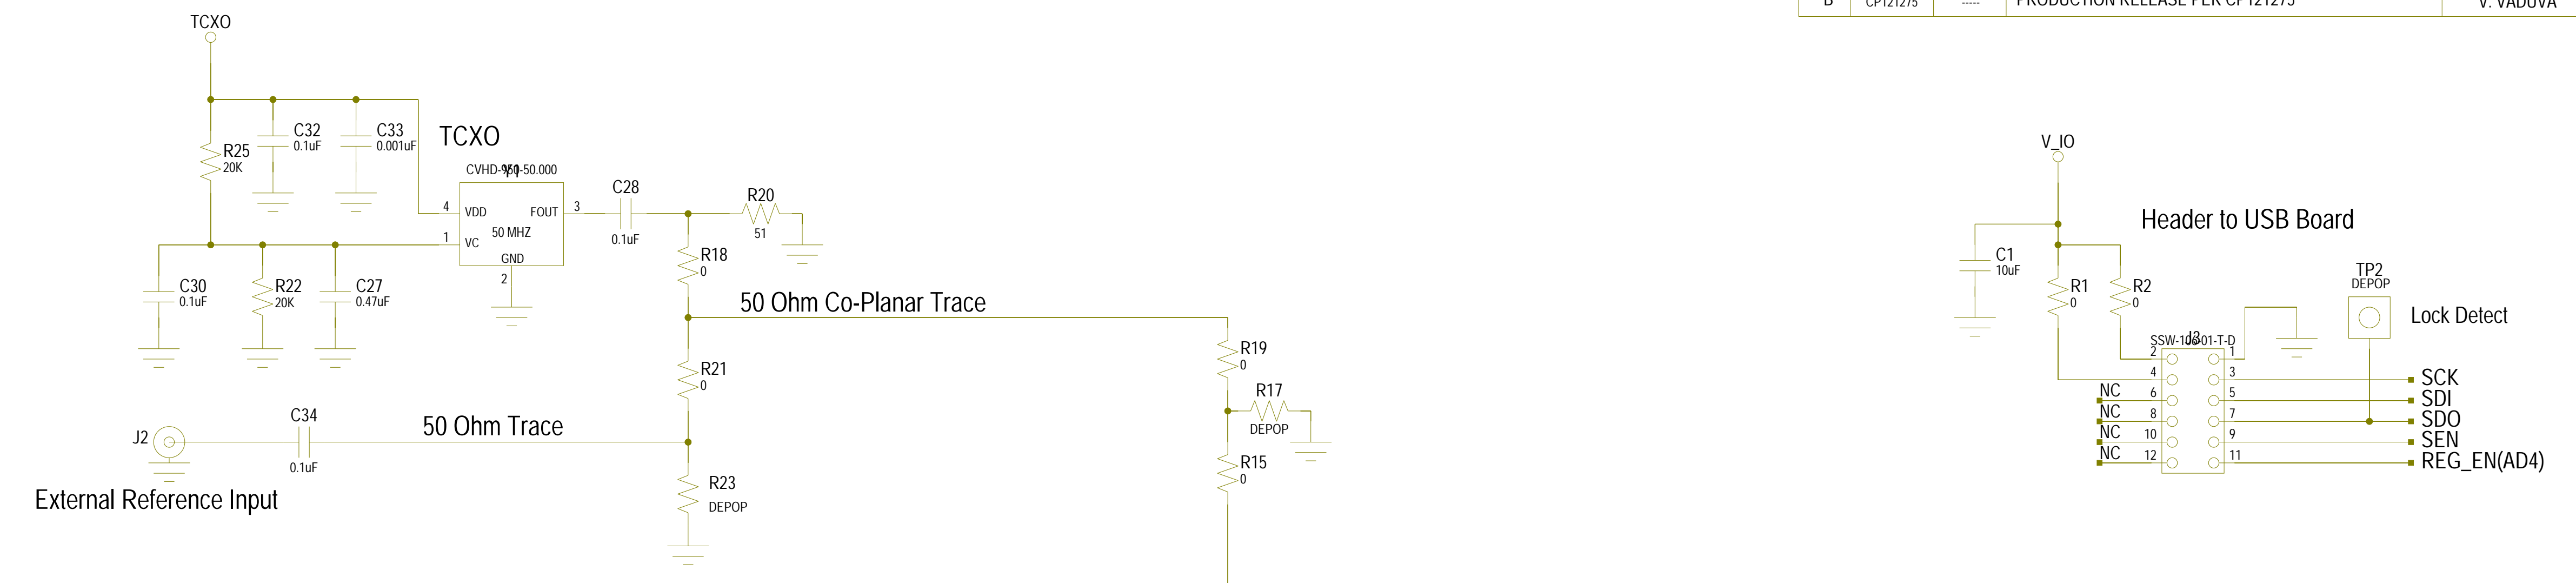 B CP121275 ----- PRODUCTION RELEASE PER CP121275 V. VADUVA
TCXO
C32
0.1uF
C33
0.001uF
R25
20K
TCXO
CVHD-950-50.000
Y1
4 VDD FOUT 3
50 MHZ
1 VC
GND
2
C28
0.1uF
R20
51
R18
0
C30
0.1uF
R22
20K
C27
0.47uF
50 Ohm Co-Planar Trace
R21
0
R19
0
R17
DEPOP
R15
0
J2
C34
0.1uF
50 Ohm Trace
R23
DEPOP
External Reference Input
V_IO
Header to USB Board
C1
10uF
R1
0
R2
0
TP2
DEPOP
Lock Detect
J3
SSW-106-01-T-D
2 1
4 3 SCK
NC 6 5 SDI
NC 8 7 SDO
NC 10 9 SEN
NC 12 11 REG_EN(AD4)